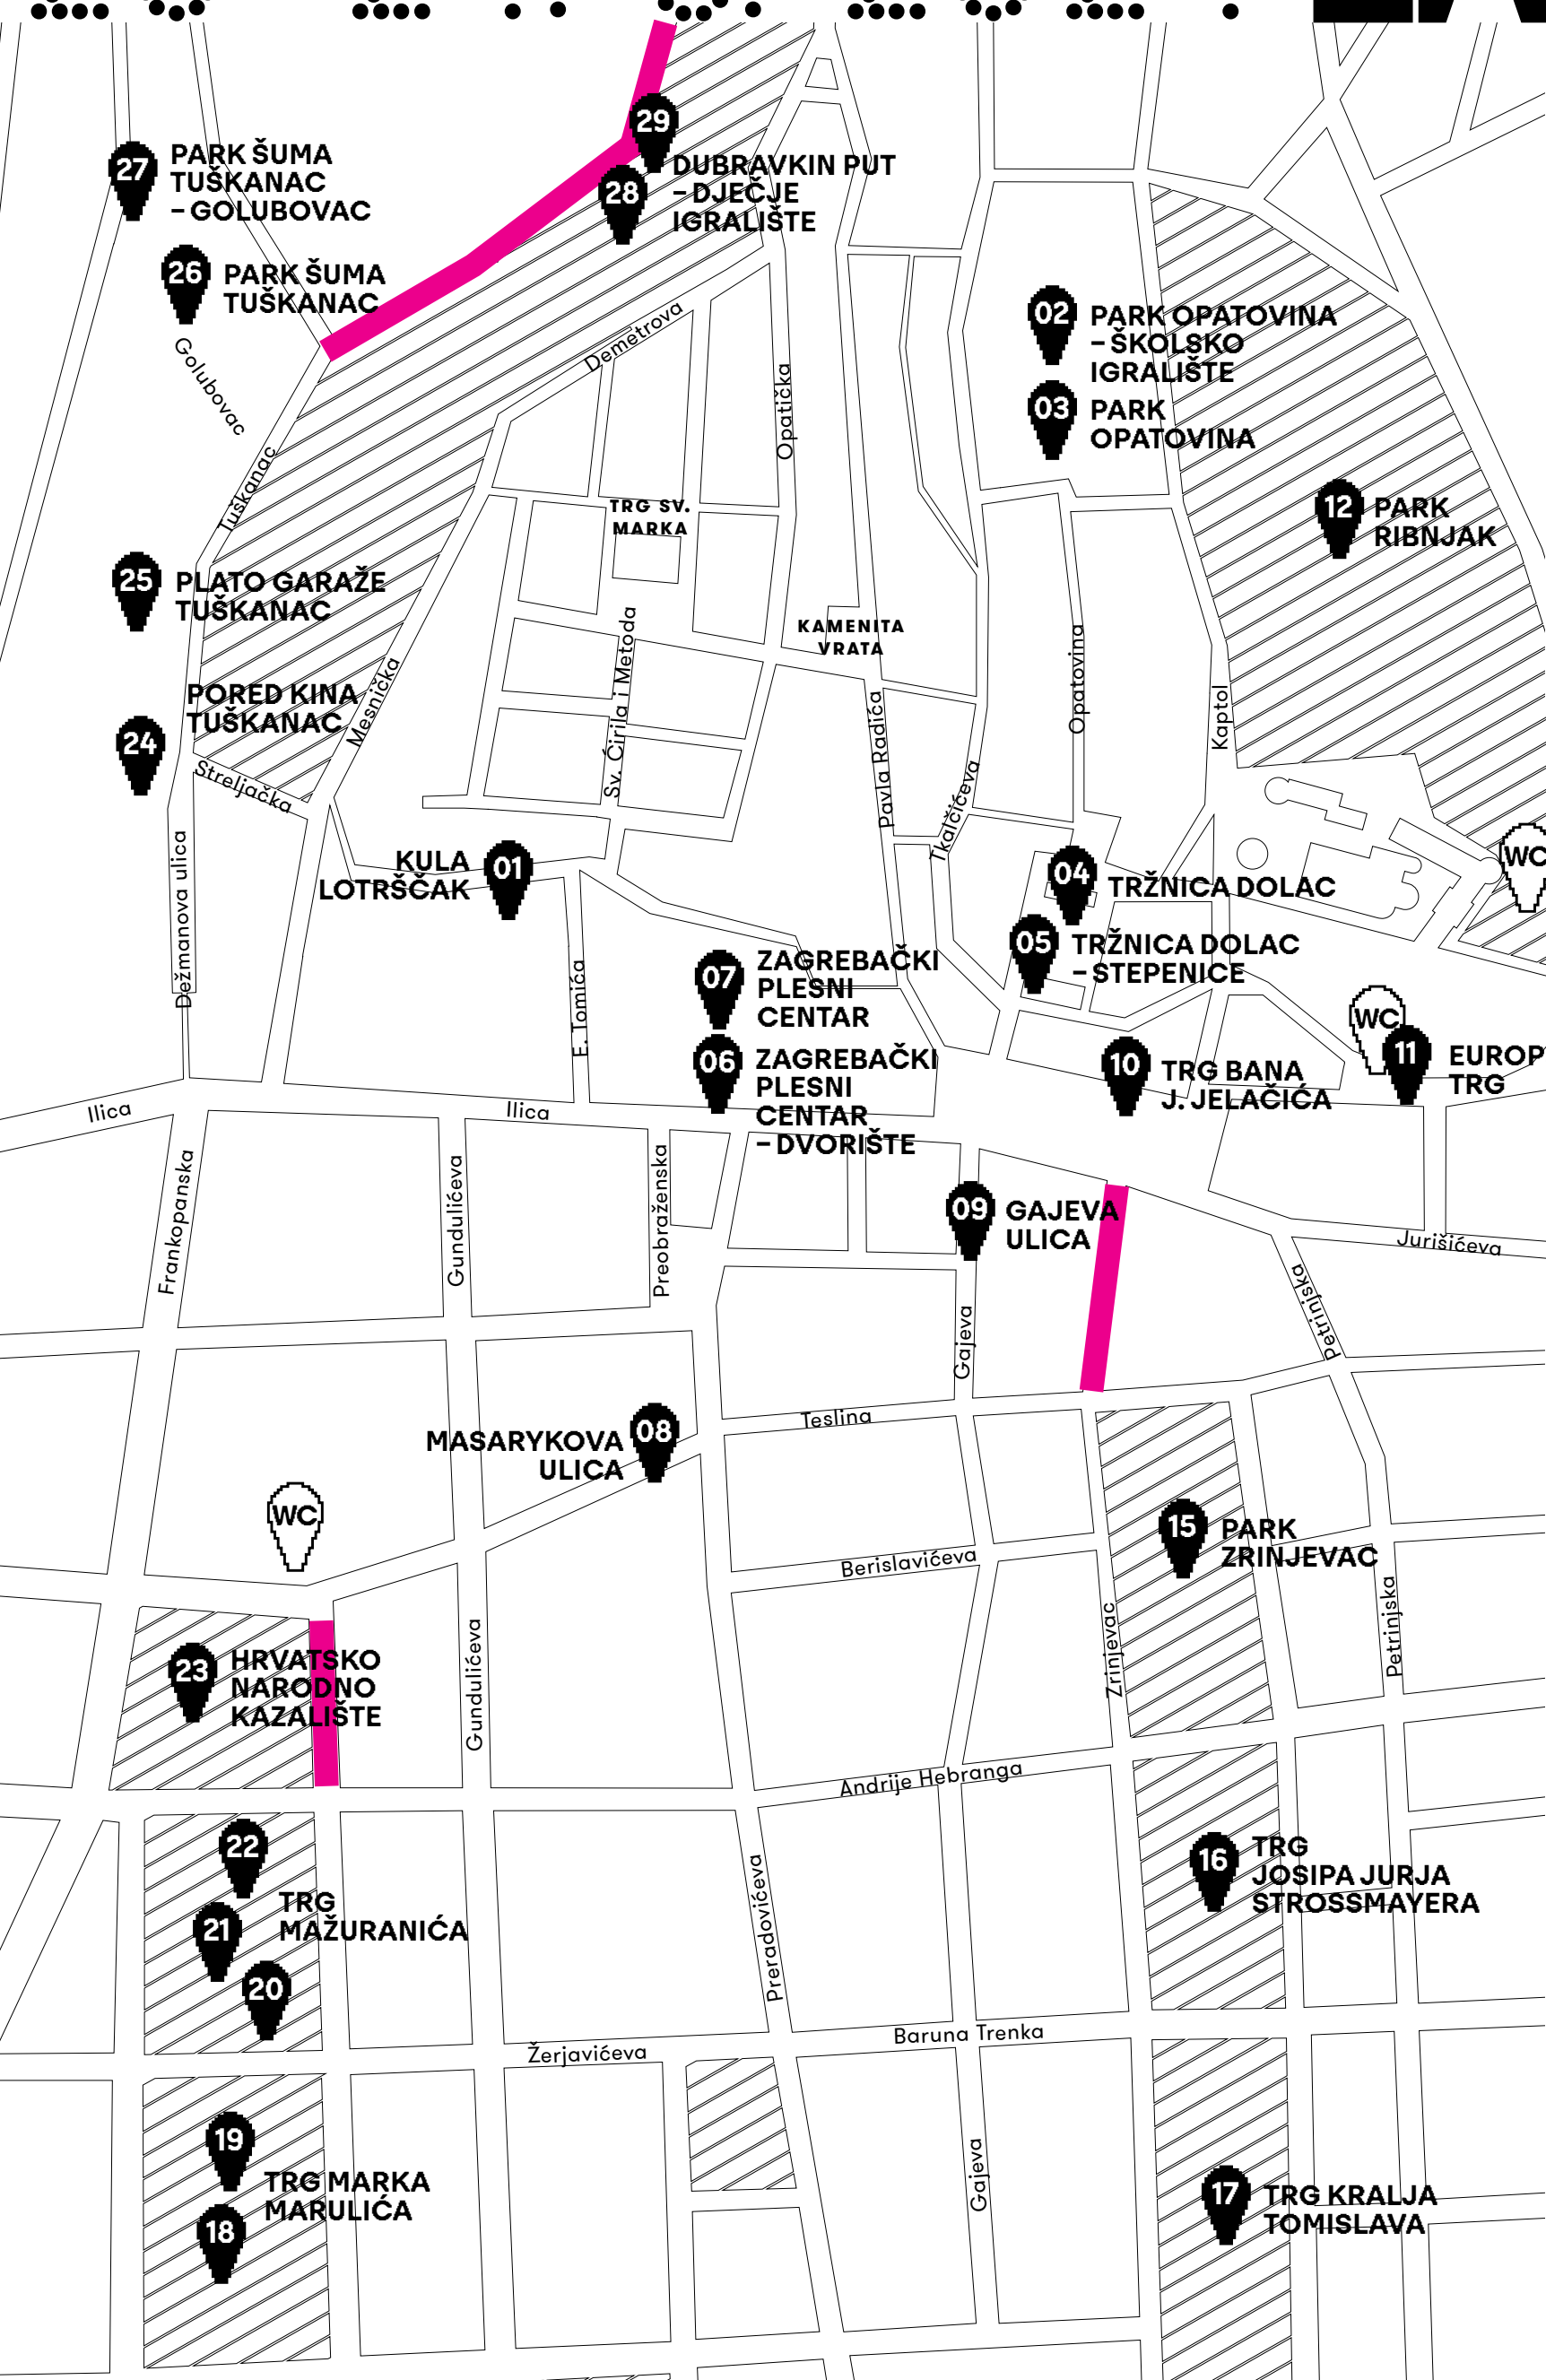 29
27
PARK ŠUMA
TUŠKANAC
– GOLUBOVAC
28
DUBRAVKIN PUT
– DJEČJE
IGRALIŠTE
26
PARK ŠUMA
TUŠKANAC
02
PARK OPATOVINA
– ŠKOLSKO
IGRALIŠTE
Demetrova
Golubovac
Opatička
03
PARK
OPATOVINA
Tuškanac
TRG SV.
MARKA
12
PARK
RIBNJAK
25
PLATO GARAŽE
TUŠKANAC
KAMENITA
VRATA
Sv. Ćirila i Metoda
Opatovina
Mesnička
Kaptol
Pavla Radića
PORED KINA
TUŠKANAC
24
Streljačka
Tkalčićeva
KULA
LOTRŠČAK
01
04
TRŽNICA DOLAC
WC
Dežmanova ulica
05
TRŽNICA DOLAC
– STEPENICE
07
ZAGREBAČKI
PLESNI
CENTAR
E. Tomića
WC
11
EUROP
TRG
06
ZAGREBAČKI
PLESNI
CENTAR
– DVORIŠTE
10
TRG BANA
J. JELAČIĆA
Ilica
Ilica
Frankopanska
Gundulićeva
Preobraženska
09
GAJEVA
ULICA
Jurišićeva
Petrinjska
Gajeva
Teslina
MASARYKOVA
ULICA
08
WC
15
PARK
ZRINJEVAC
Berislavićeva
Petrinjska
Zrinjevac
Gundulićeva
23
HRVATSKO
NARODNO
KAZALIŠTE
Andrije Hebranga
22
16
TRG
JOSIPA JURJA
STROSSMAYERA
21
TRG
MAŽURANIĆA
20
Preradovićeva
Baruna Trenka
Žerjavićeva
19
TRG MARKA
MARULIĆA
18
Gajeva
17
TRG KRALJA
TOMISLAVA